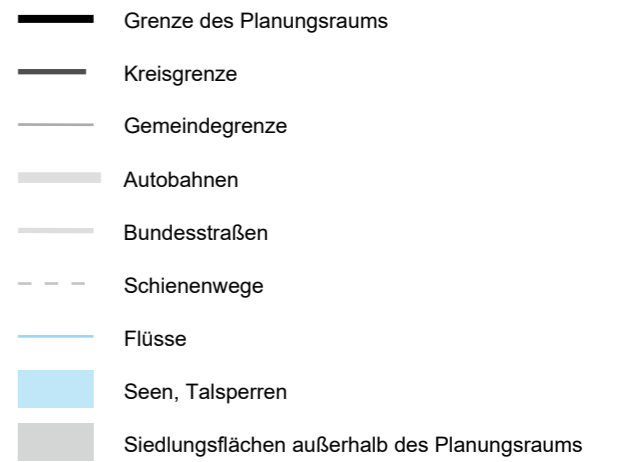 Grenze des Planungsraums
Kreisgrenze
Gemeindegrenze
Autobahnen
Bundesstraßen
Schienenwege
Flüsse
Seen, Talsperren
Siedlungsflächen außerhalb des Planungsraums